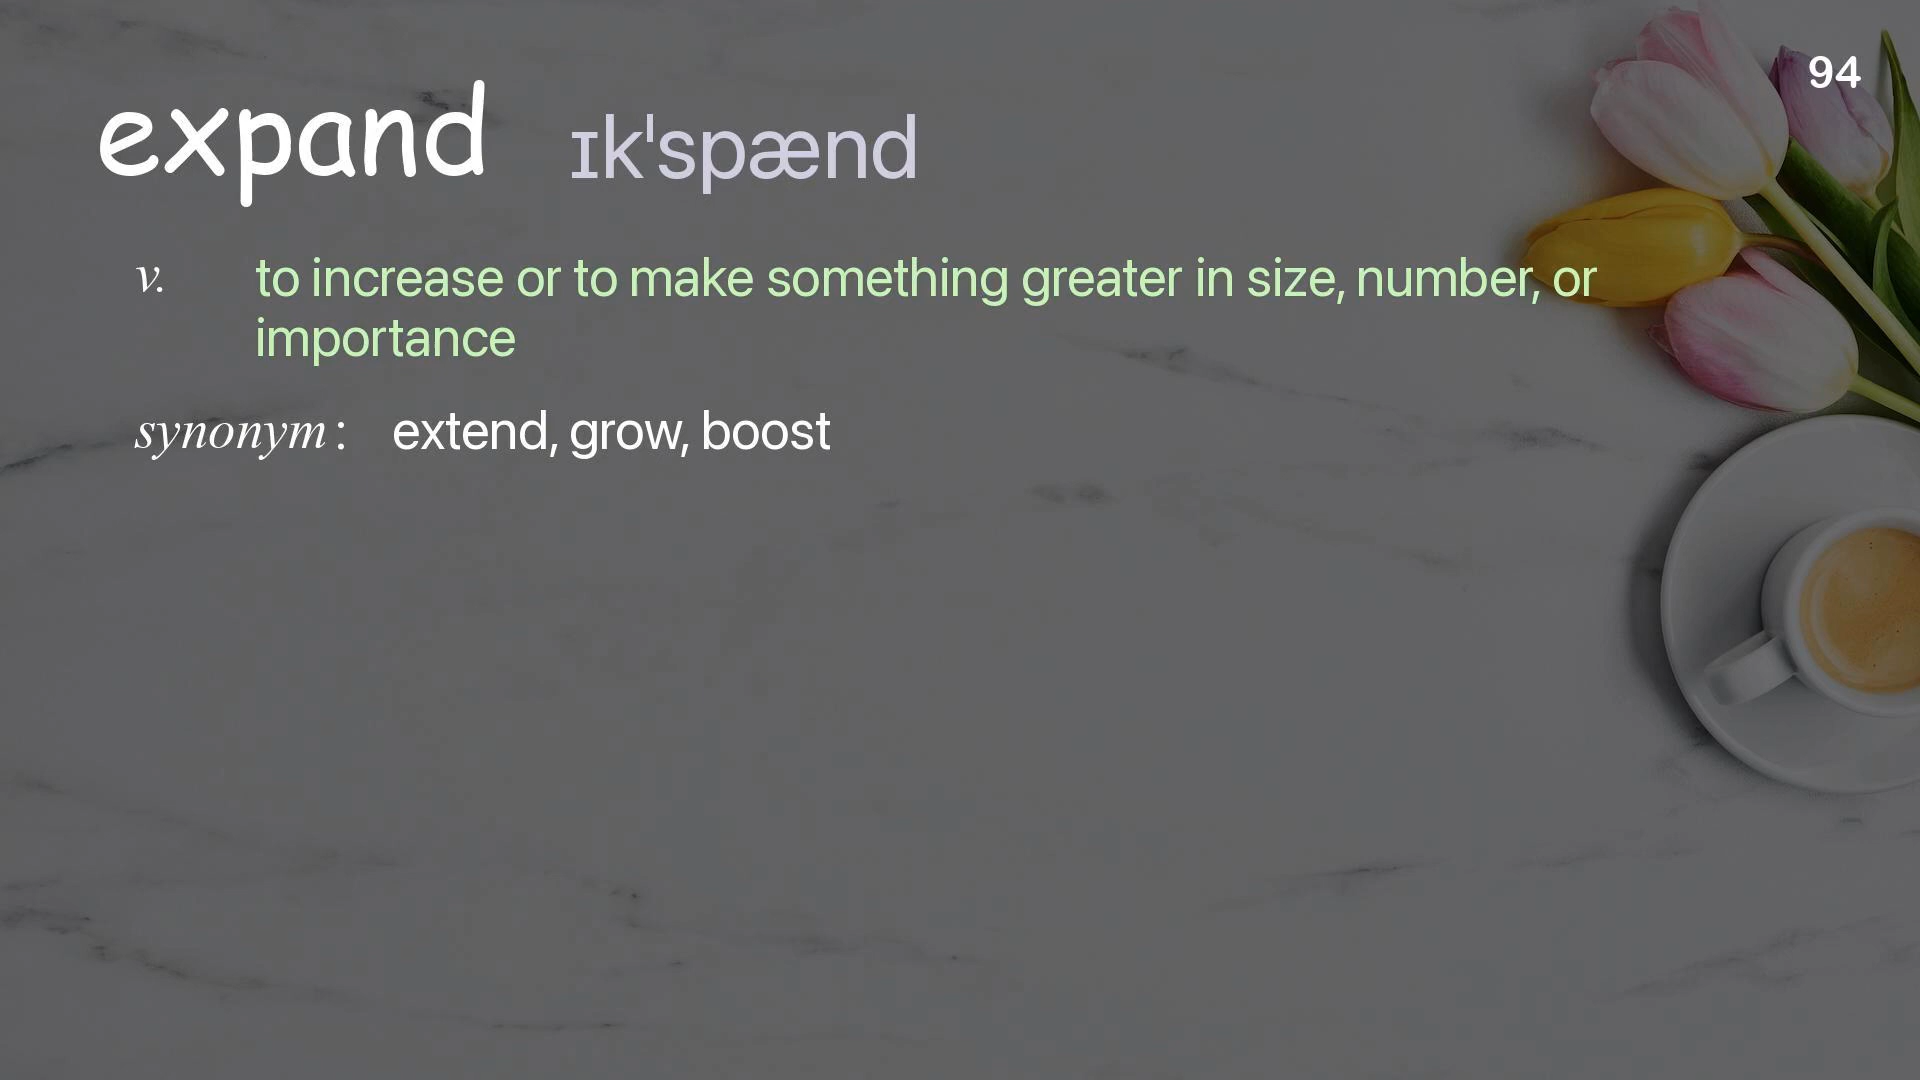 94
expand ɪkˈspænd
v. to increase or to make something greater in size, number, or
importance
synonym: extend, grow, boost